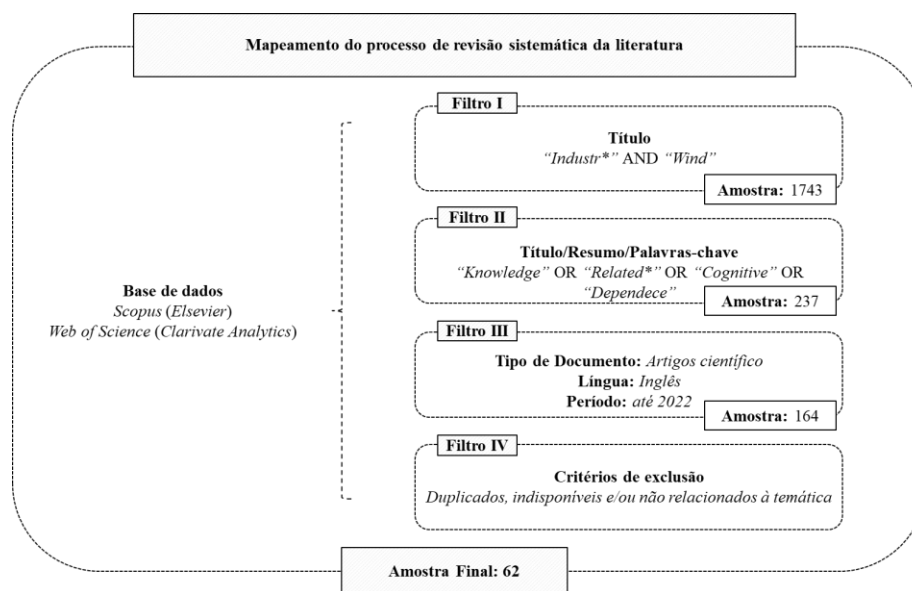 Mapeamento do processo de revisão sistemática da literatura
Filtro I
Título
“Industr*” AND “Wind”
Amostra: 1743
Filtro II
Título/Resumo/Palavras-chave
“Knowledge” OR “Related*” OR “Cognitive” OR
“Dependece”
Amostra: 237
Base de dados
Scopus (Elsevier)
Web of Science (Clarivate Analytics)
Filtro III
Tipo de Documento: Artigos científico
Língua: Inglês
Período: até 2022
Amostra: 164
Filtro IV
Critérios de exclusão
Duplicados, indisponíveis e/ou não relacionados à temática
Amostra Final: 62